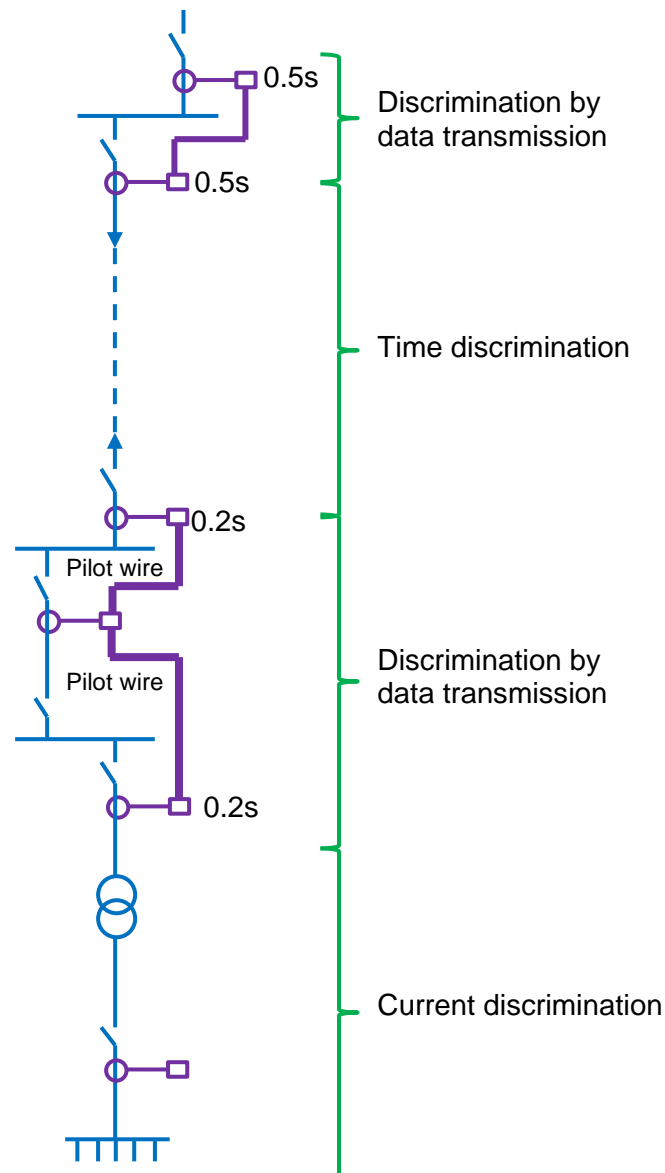 0.5s
Discrimination by
data transmission
0.5s
Time discrimination
0.2s
Pilot wire
Discrimination by
data transmission
Pilot wire
0.2s
Current discrimination